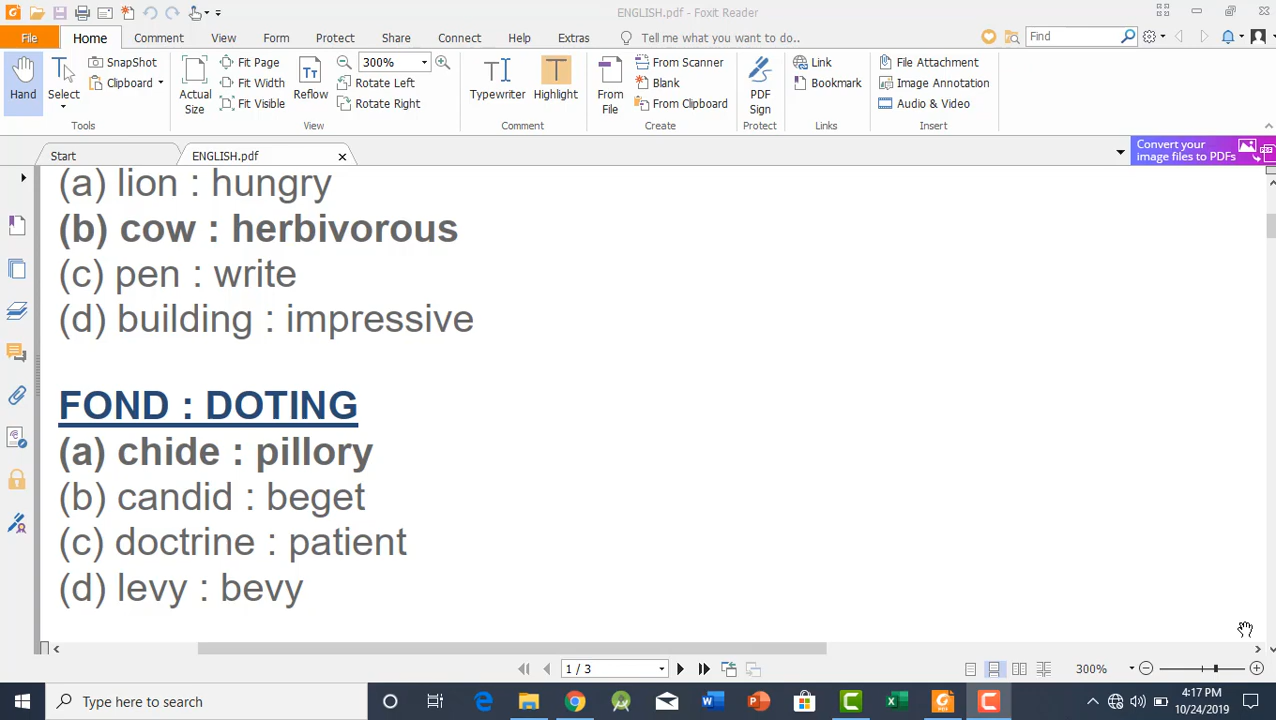 ENGLISH.pdf - Foxit Reader
File Home Comment View Form Protect Share Connect Help Extras Tell me what you want to do.. Find
Hand
Select
SnapShot
Clipboard
Tools
Actual
Size
Fit Page
Fit Width
Fit Visible
Reflow
300%
Rotate Left
Rotate Right
View
Typewriter
Highlight
Comment
From
File
From Scanner
Blank
From Clipboard
Create
PDF
Sign
Protect
Link
Bookmark
Links
File Attachment
Image Annotation
Audio & Video
Insert
Start
ENGLISH.pdf
Convert your
image files to PDFs
(a) lion : hungry
(b) cow : herbivorous
(c) pen : write
(d) building : impressive
FOND : DOTING
(a) chide : pillory
(b) candid : beget
(c) doctrine : patient
(d) levy : bevy
1 / 3
300%
Type here to search
4:17 PM
10/24/2019